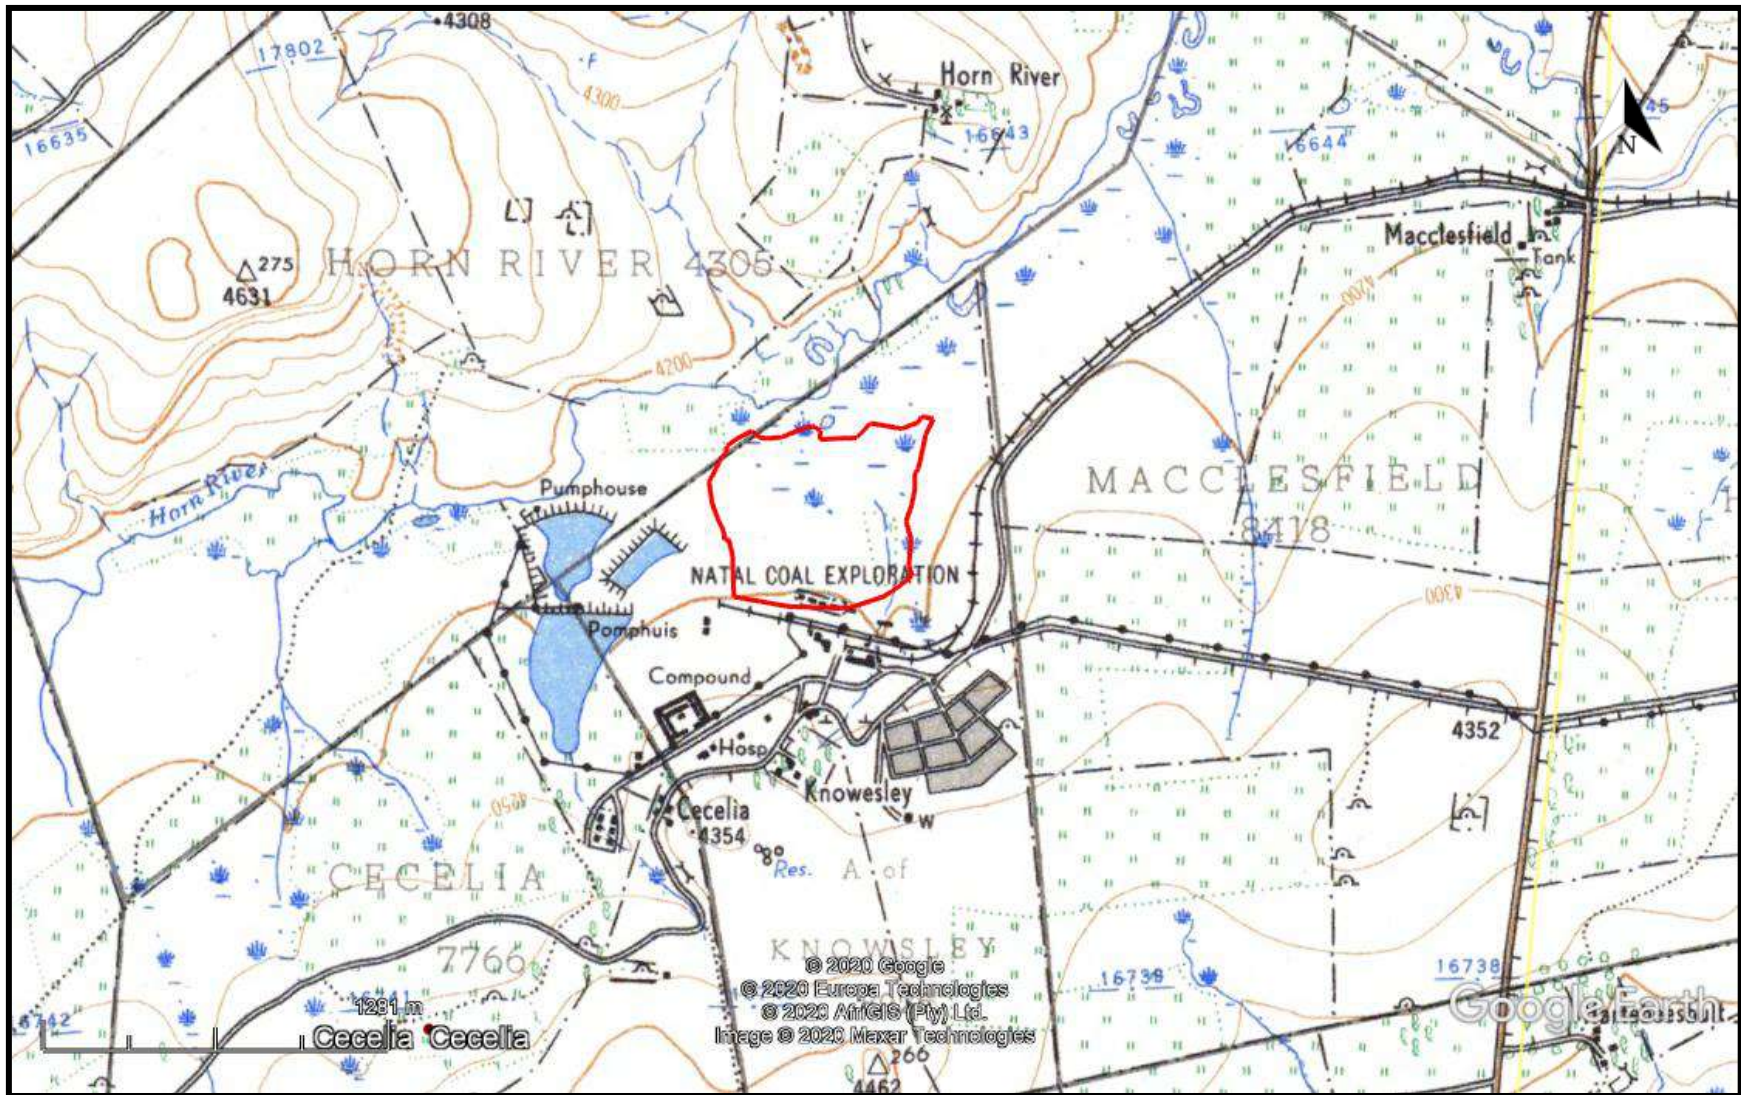 4308
17802
4300
Horn River
16643
16635
16644
45
N
Macclesfield
Tank
HORN RIVER 4305
275
4631
4200
4200
Horn River
Pumphouse
MACCLESFIELD
8418
NATAL COAL EXPLORATION
4300
Pomphuis
Compound
4352
Hosp
Knowesley
4250
Cecelia
4354
W
Res.
A of
CECELIA
KNOWSLEY
7766
16738
16738
© 2020 Google
© 2020 Europa Technologies
© 2020 AfriGIS (Pty) Ltd.
Image © 2020 Maxar Technologies
Google Earth
1281 m
Cecelia Cecelia
266
4462